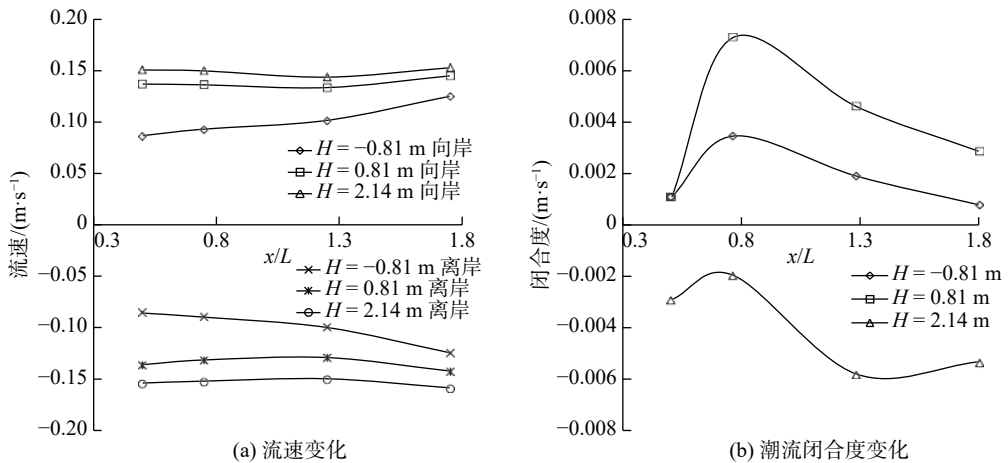 0.20
0.15
0.10
0.05
0
−0.05
−0.10
−0.15
−0.20
流速/(m·s⁻¹)
0.3
0.8
1.3
1.8
x/L
H = −0.81 m 向岸
H = 0.81 m 向岸
H = 2.14 m 向岸
H = −0.81 m 离岸
H = 0.81 m 离岸
H = 2.14 m 离岸
(a) 流速变化
0.008
0.006
0.004
0.002
0
−0.002
−0.004
−0.006
−0.008
闭合度/(m·s⁻¹)
0.3
0.8
1.3
1.8
x/L
H = −0.81 m
H = 0.81 m
H = 2.14 m
(b) 潮流闭合度变化